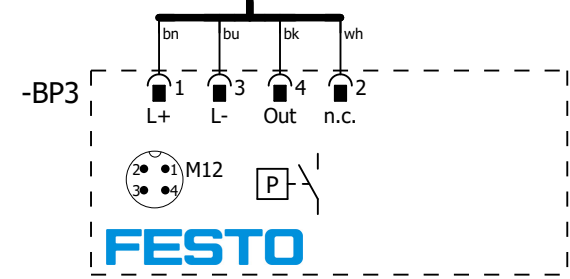 bn bu bk wh
-BP3
1 3 4 2
L+ L- Out n.c.
2 1 M12
3 4
P
FESTO